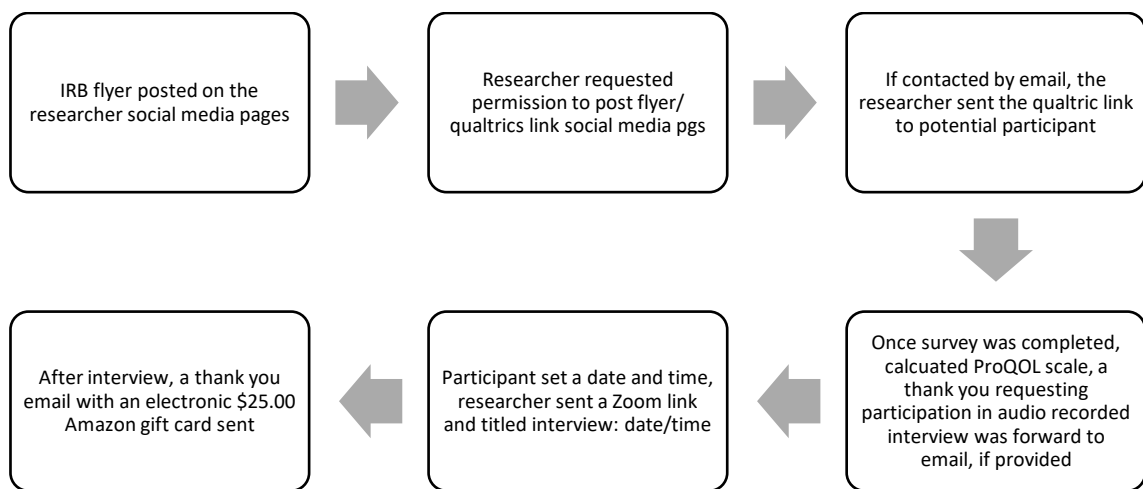 IRB flyer posted on the
researcher social media pages
Researcher requested
permission to post flyer/
qualtrics link social media pgs
If contacted by email, the
researcher sent the qualtric link
to potential participant
Once survey was completed,
calcuated ProQOL scale, a
thank you requesting
participation in audio recorded
interview was forward to
email, if provided
Participant set a date and time,
researcher sent a Zoom link
and titled interview: date/time
After interview, a thank you
email with an electronic $25.00
Amazon gift card sent